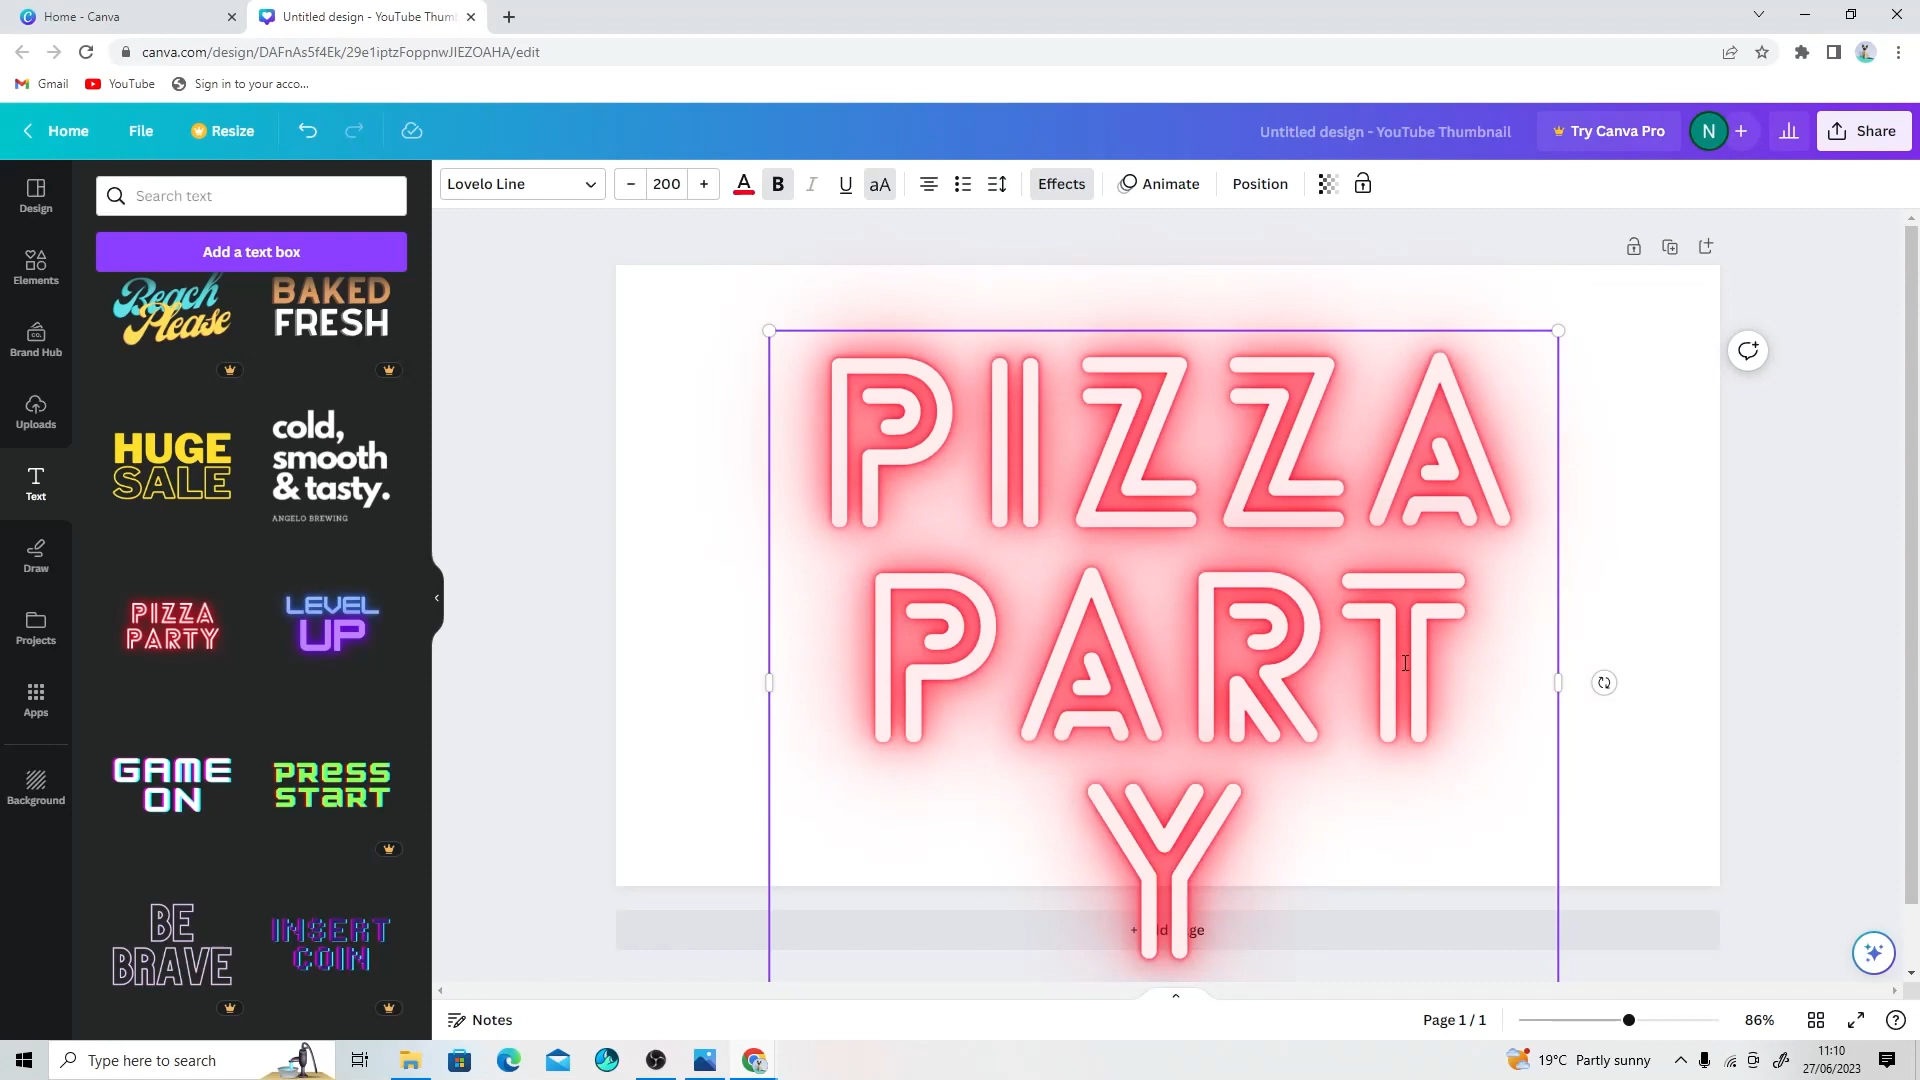 Home - Canva
Untitled design - YouTube Thumb
canva.com/design/DAFnAs5f4Ek/29e1iptzFoppnwJIEZOAHA/edit
Gmail
YouTube
Sign in to your acco...
Home
File
Resize
Untitled design - YouTube Thumbnail
Try Canva Pro
N
Share
Design
Elements
Brand Hub
Uploads
Text
Draw
Projects
Apps
Background
Search text
Add a text box
Beach
Please
BAKED
FRESH
HUGE
SALE
cold,
smooth
& tasty.
ANGELO BREWING
PIZZA
PARTY
LEVEL
UP
GAME
ON
PRESS
START
BE
BRAVE
INSERT
COIN
Lovelo Line
200
A
B
I
U
aA
Effects
Animate
Position
PIZZA
PART
Y
Notes
Page 1 / 1
86%
Type here to search
19°C Partly sunny
11:10
27/06/2023